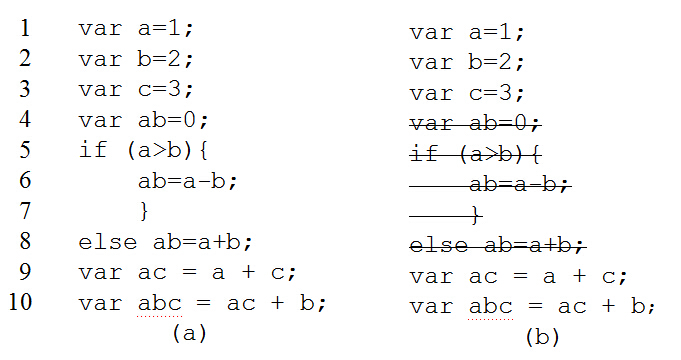 1 var a=1; var a=1;
2 var b=2; var b=2;
3 var c=3; var c=3;
4 var ab=0; var ab=0;
5 if (a>b){ if (a>b){
6 ab=a-b; ab=a-b;
7 } }
8 else ab=a+b; else ab=a+b;
9 var ac = a + c; var ac = a + c;
10 var abc = ac + b; var abc = ac + b;
(a) (b)